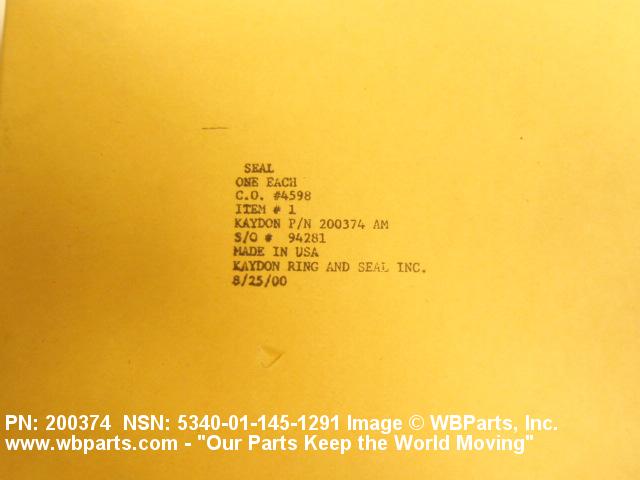 SEAL
ONE EACH
C.O. #4598
ITEM # 1
KAYDON P/N 200374 AM
S/O # 94281
MADE IN USA
KAYDON RING AND SEAL INC.
8/25/00
PN: 200374 NSN: 5340-01-145-1291 Image © WBParts, Inc.
www.wbparts.com - "Our Parts Keep the World Moving"